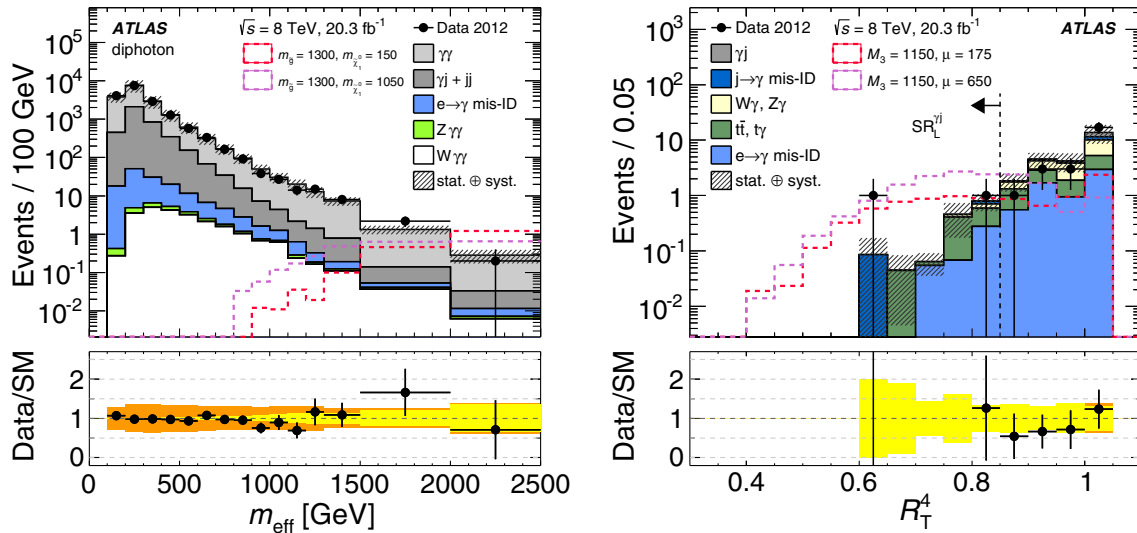 ATLAS
diphoton
√s = 8 TeV, 20.3 fb⁻¹
m_g̃ = 1300, m_χ̃₁⁰ = 150
m_g̃ = 1300, m_χ̃₁⁰ = 1050
Data 2012
γγ
γj + jj
e→γ mis-ID
Z γγ
W γγ
stat. ⊕ syst.
Events / 100 GeV
10⁵
10⁴
10³
10²
10
1
10⁻¹
10⁻²
Data/SM
2
1
0
0 500 1000 1500 2000 2500
m_eff [GeV]
Data 2012
√s = 8 TeV, 20.3 fb⁻¹
ATLAS
γj
j→γ mis-ID
Wγ, Zγ
tt̄, tγ
e→γ mis-ID
stat. ⊕ syst.
M₃ = 1150, μ = 175
M₃ = 1150, μ = 650
SR_L^γj
Events / 0.05
10⁴
10³
10²
10
1
10⁻¹
10⁻²
Data/SM
2
1
0
0.4 0.6 0.8 1
R_T⁴